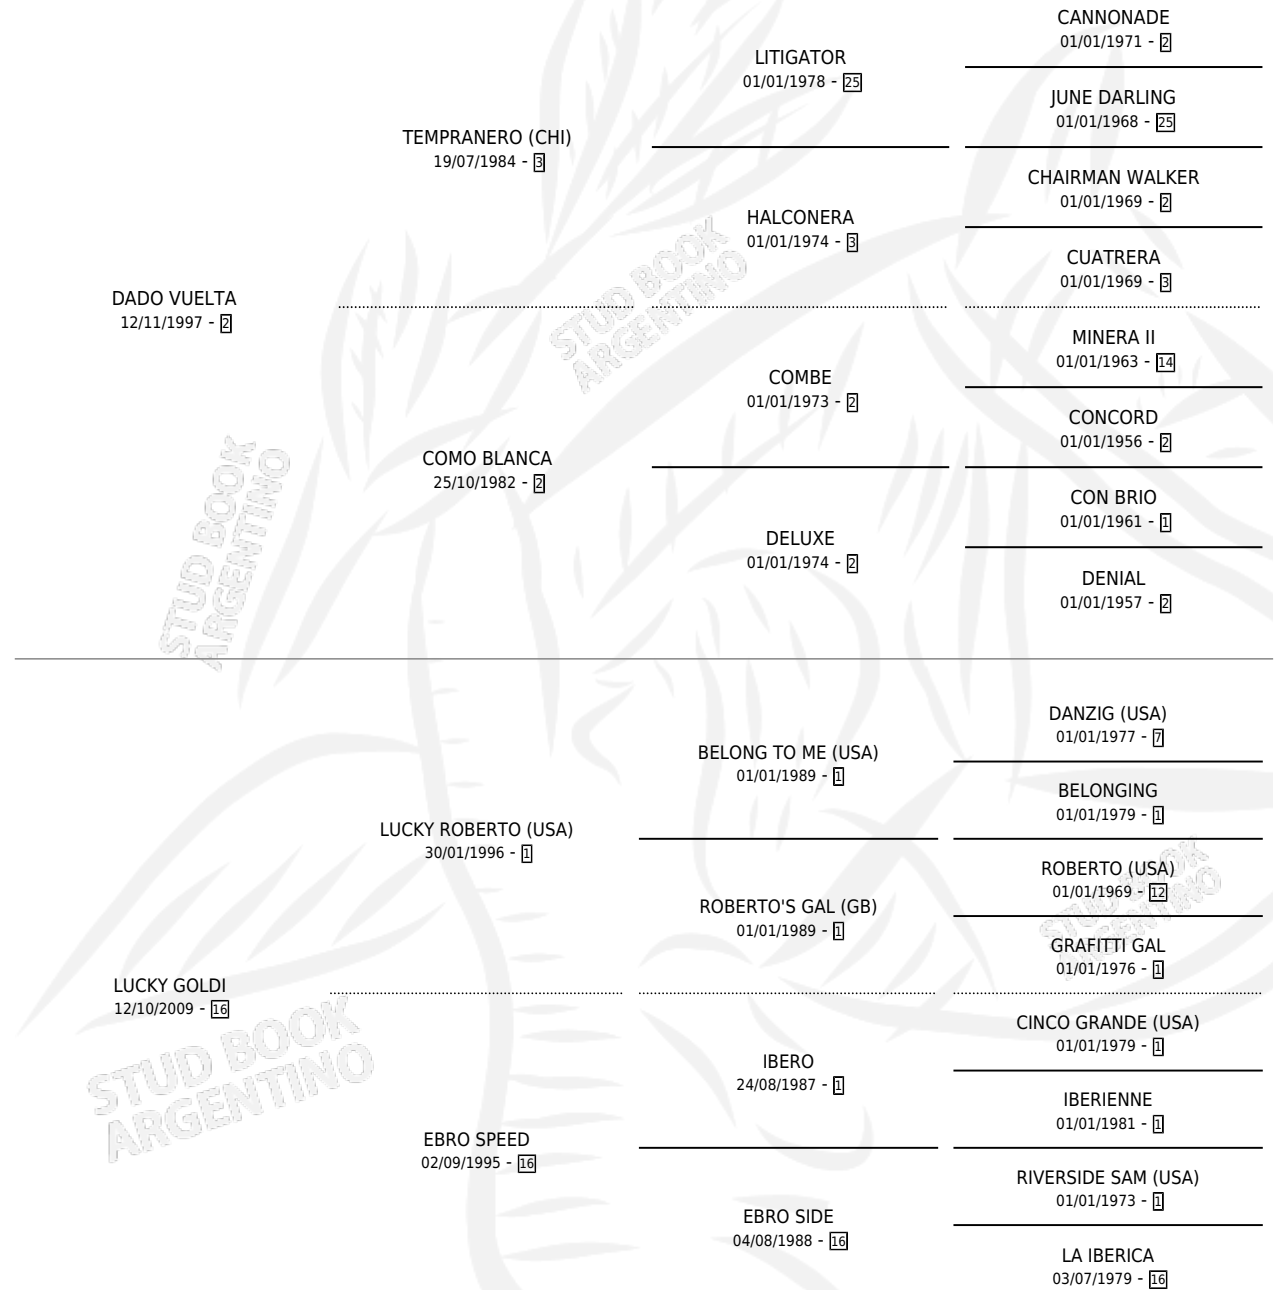 CANNONADE
01/01/1971 - 2
LITIGATOR
01/01/1978 - 25
JUNE DARLING
01/01/1968 - 25
TEMPRANERO (CHI)
19/07/1984 - 3
CHAIRMAN WALKER
01/01/1969 - 2
HALCONERA
01/01/1974 - 3
CUATRERA
01/01/1969 - 3
DADO VUELTA
12/11/1997 - 2
STUD BOOK
ARGENTINO
MINERA II
01/01/1963 - 14
COMBE
01/01/1973 - 2
CONCORD
01/01/1956 - 2
COMO BLANCA
25/10/1982 - 2
CON BRIO
01/01/1961 - 1
DELUXE
01/01/1974 - 2
DENIAL
01/01/1957 - 2
STUD BOOK
ARGENTINO
DANZIG (USA)
01/01/1977 - 7
BELONG TO ME (USA)
01/01/1989 - 1
BELONGING
01/01/1979 - 1
LUCKY ROBERTO (USA)
30/01/1996 - 1
ROBERTO (USA)
01/01/1969 - 12
ROBERTO'S GAL (GB)
01/01/1989 - 1
GRAFITTI GAL
01/01/1976 - 1
STUD BOOK
ARGENTINO
LUCKY GOLDI
12/10/2009 - 16
CINCO GRANDE (USA)
01/01/1979 - 1
IBERO
24/08/1987 - 1
IBERIENNE
01/01/1981 - 1
STUD BOOK
ARGENTINO
EBRO SPEED
02/09/1995 - 16
RIVERSIDE SAM (USA)
01/01/1973 - 1
EBRO SIDE
04/08/1988 - 16
LA IBERICA
03/07/1979 - 16